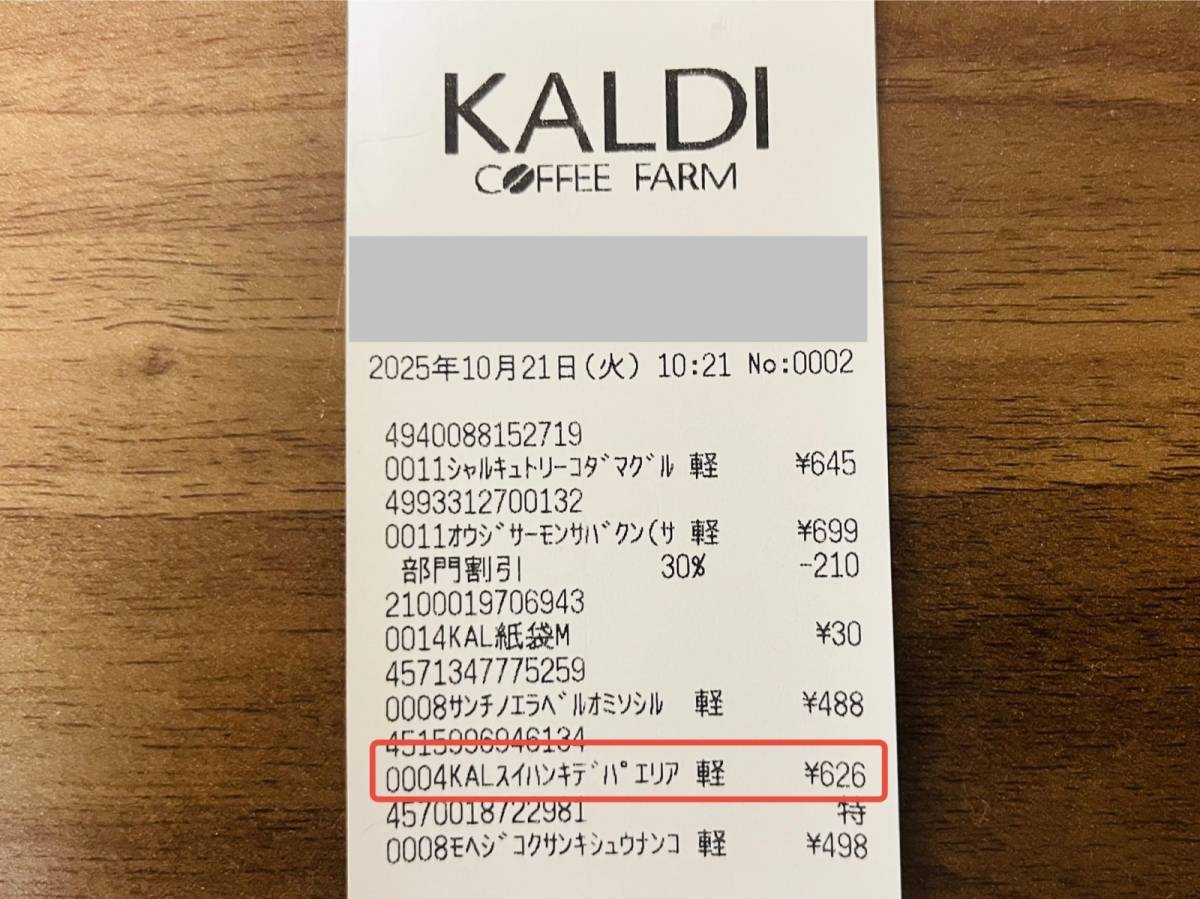 KALDI
COFFEE FARM
2025年10月21日(火) 10:21 No:0002
4940088152719
0011シャルキュトリーコダマグル 軽 ¥645
4993312700132
0011オウジサーモンサバクン(サ 軽 ¥699
部門割引 30% -210
2100019706943
0014KAL紙袋M ¥30
4571347775259
0008サンチノエラベルオミソシル 軽 ¥488
4515996946134
0004KALスイハンキデパエリア 軽 ¥626
4570018722981 特
0008モヘジコクサンキシュウナンコ 軽 ¥498